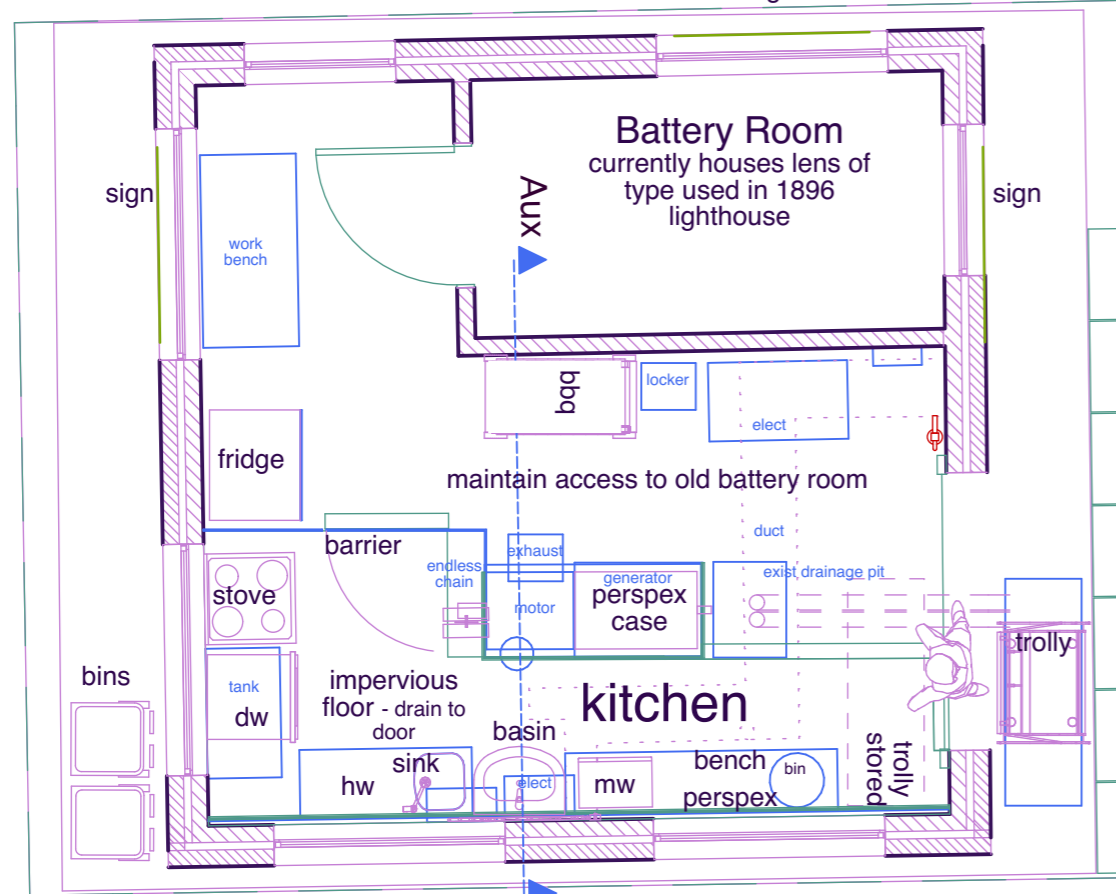 Battery Room
currently houses lens of
type used in 1896
lighthouse
sign
sign
Aux
work
bench
bbq
locker
elect
fridge
maintain access to old battery room
duct
barrier
endless
chain
exhaust
exist drainage pit
generator
perspex
case
motor
stove
trolly
bins
tank
dw
impervious
floor - drain to
door
kitchen
basin
sink
hw
elect
mw
bench
perspex
bin
trolly
stored